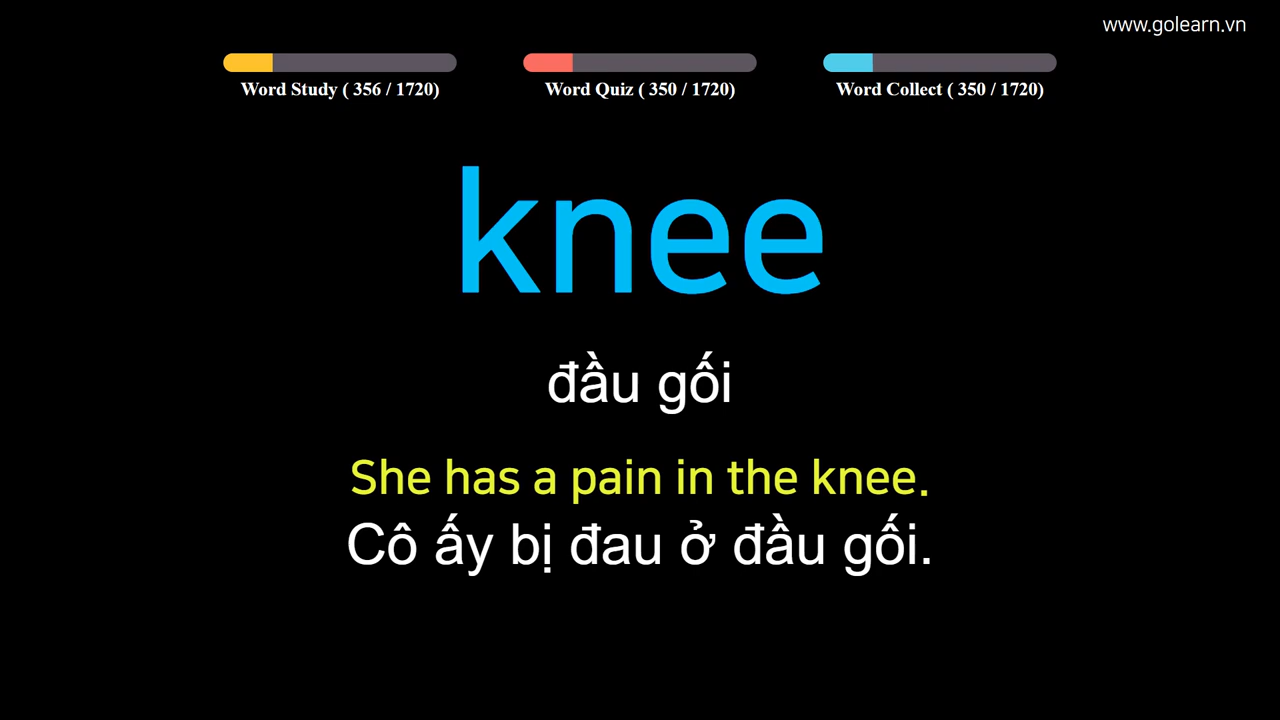 www.golearn.vn
Word Study ( 356 / 1720)
Word Quiz ( 350 / 1720)
Word Collect ( 350 / 1720)
knee
đầu gối
She has a pain in the knee.
Cô ấy bị đau ở đầu gối.